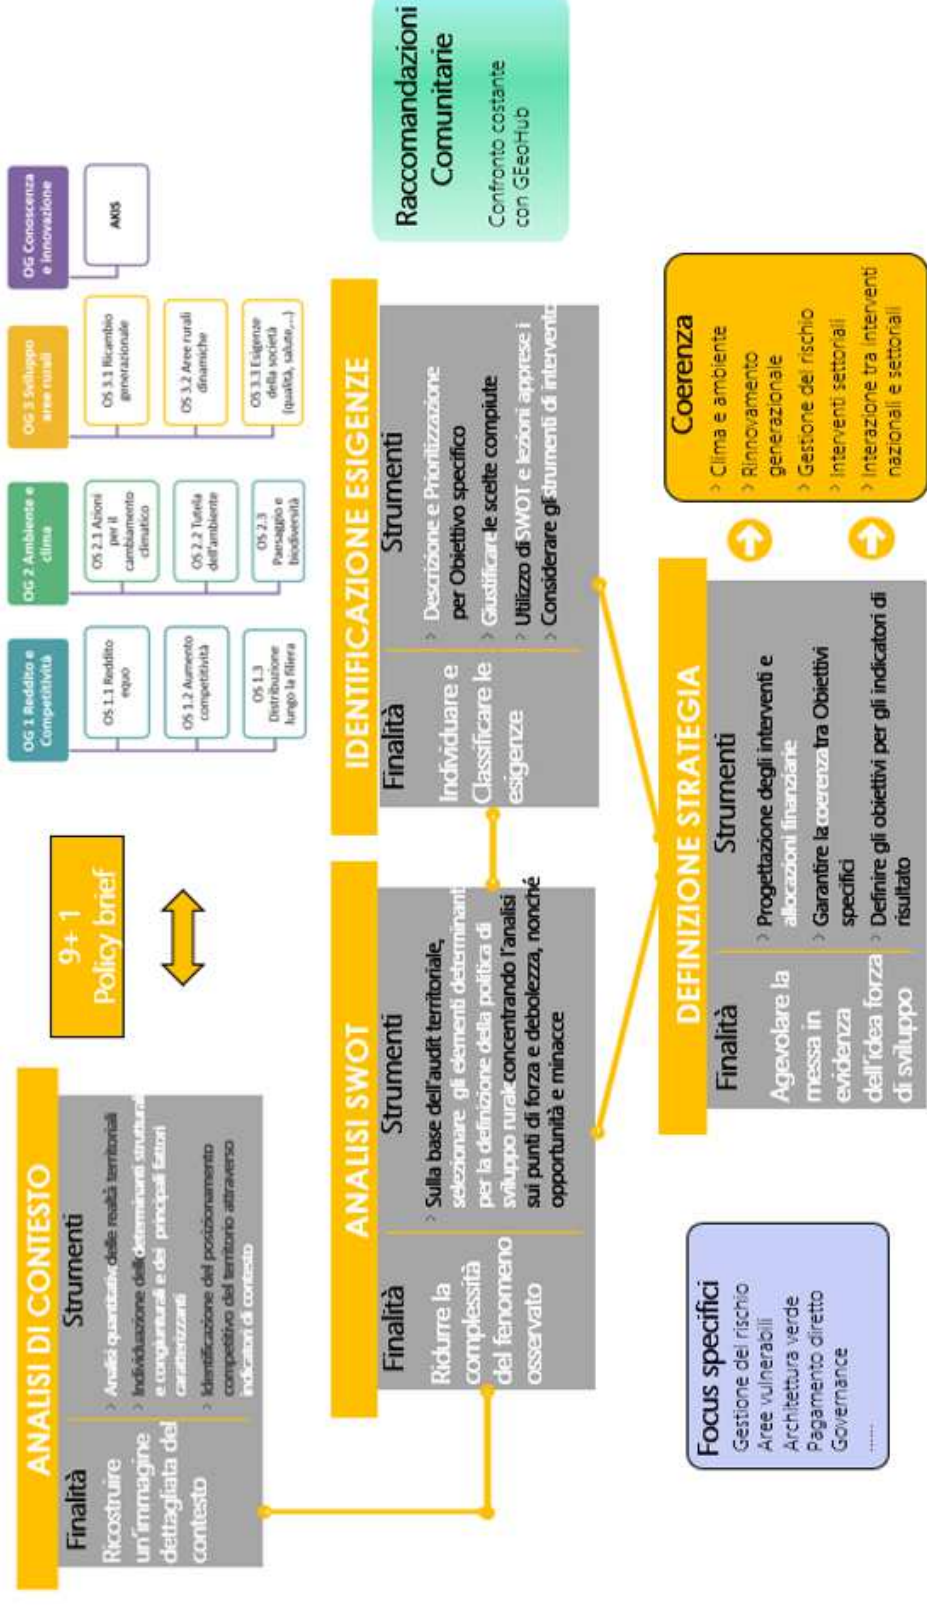 ANALISI DI CONTESTO
Finalità
Ricostruire
un'immagine
dettagliata del
contesto
Strumenti
> Analisi quantitativa delle realtà territoriali
> Individuazione delle determinanti strutturali
e congiunturali e dei principali fattori
caratterizzanti
> Identificazione del posizionamento
competitivo del territorio attraverso
indicatori di contesto
9+ 1
Policy brief
OG 1 Reddito e
Competitività
OS 1.1 Reddito
equo
OS 1.2 Aumento
competitività
OS 1.3
Distribuzione
lungo la filiera
OG 2 Ambiente e
clima
OS 2.1 Azioni
per il
cambiamento
climatico
OS 2.2 Tutela
dell'ambiente
OS 2.3
Paesaggio e
biodiversità
OG 3 Sviluppo
aree rurali
OS 3.1 Ricambio
generazionale
OS 3.2 Aree rurali
dinamiche
OS 3.3 Esigenze
della società
(qualità, salute,...)
OG Conoscenza
e innovazione
AKIS
ANALISI SWOT
Finalità
Ridurre la
complessità
del fenomeno
osservato
Strumenti
> Sulla base dell'audit territoriale,
selezionare gli elementi determinanti
per la definizione della politica di
sviluppo rurale concentrando l'analisi
sui punti di forza e debolezza, nonché
opportunità e minacce
IDENTIFICAZIONE ESIGENZE
Finalità
Individuare e
Classificare le
esigenze
Strumenti
> Descrizione e Prioritizzazione
per Obiettivo specifico
> Giustificare le scelte compiute
> Utilizzo di SWOT e lezioni apprese i
> Considerare gli strumenti di intervento
Raccomandazioni
Comunitarie
Confronto costante
con GEeoHub
Focus specifici
Gestione del rischio
Aree vulnerabili
Architettura verde
Pagamento diretto
Governance
......
DEFINIZIONE STRATEGIA
Finalità
Agevolare la
messa in
evidenza
dell'idea forza
di sviluppo
Strumenti
> Progettazione degli interventi e
allocazioni finanziarie
> Garantire la coerenza tra Obiettivi
specifici
> Definire gli obiettivi per gli indicatori di
risultato
Coerenza
> Clima e ambiente
> Rinnovamento
generazionale
> Gestione del rischio
> Interventi settoriali
> Interazione tra interventi
nazionali e settoriali